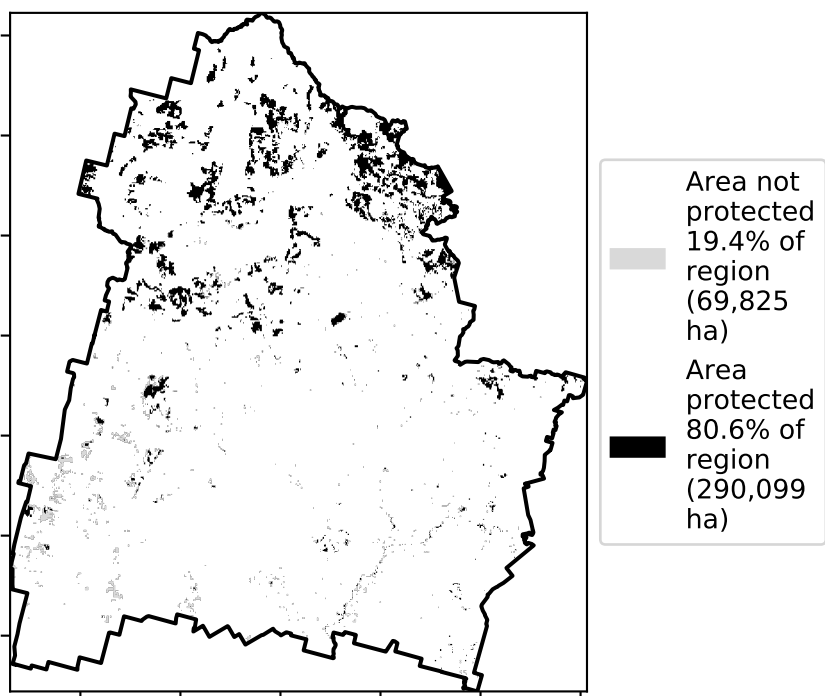 Area not
protected
19.4% of
region
(69,825
ha)
Area
protected
80.6% of
region
(290,099
ha)